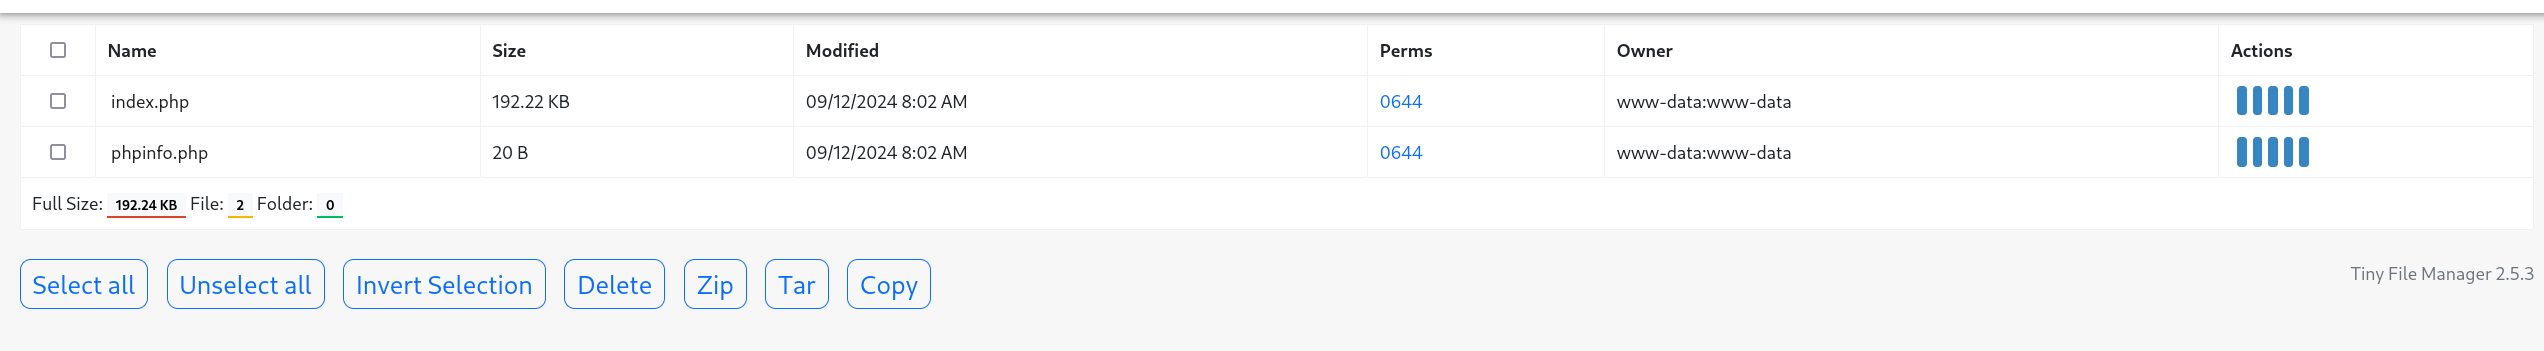 Name Size Modified Perms Owner Actions
index.php 192.22 KB 09/12/2024 8:02 AM 0644 www-data:www-data
phpinfo.php 20 B 09/12/2024 8:02 AM 0644 www-data:www-data
Full Size: 192.24 KB File: 2 Folder: 0
Select all Unselect all Invert Selection Delete Zip Tar Copy
Tiny File Manager 2.5.3